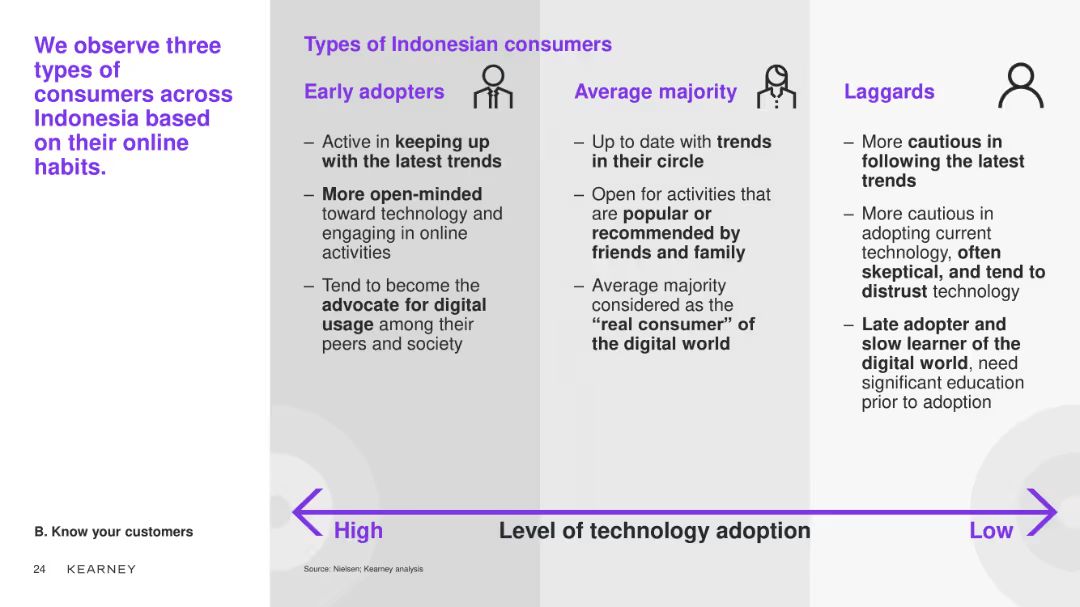 We observe three
types of
consumers across
Indonesia based
on their online
habits.
Types of Indonesian consumers
Early adopters
– Active in keeping up
with the latest trends
– More open-minded
toward technology and
engaging in online
activities
– Tend to become the
advocate for digital
usage among their
peers and society
Average majority
– Up to date with trends
in their circle
– Open for activities that
are popular or
recommended by
friends and family
– Average majority
considered as the
“real consumer” of
the digital world
Laggards
– More cautious in
following the latest
trends
– More cautious in
adopting current
technology, often
skeptical, and tend to
distrust technology
– Late adopter and
slow learner of the
digital world, need
significant education
prior to adoption
High
Level of technology adoption
Low
B. Know your customers
24 KEARNEY
Source: Nielsen; Kearney analysis